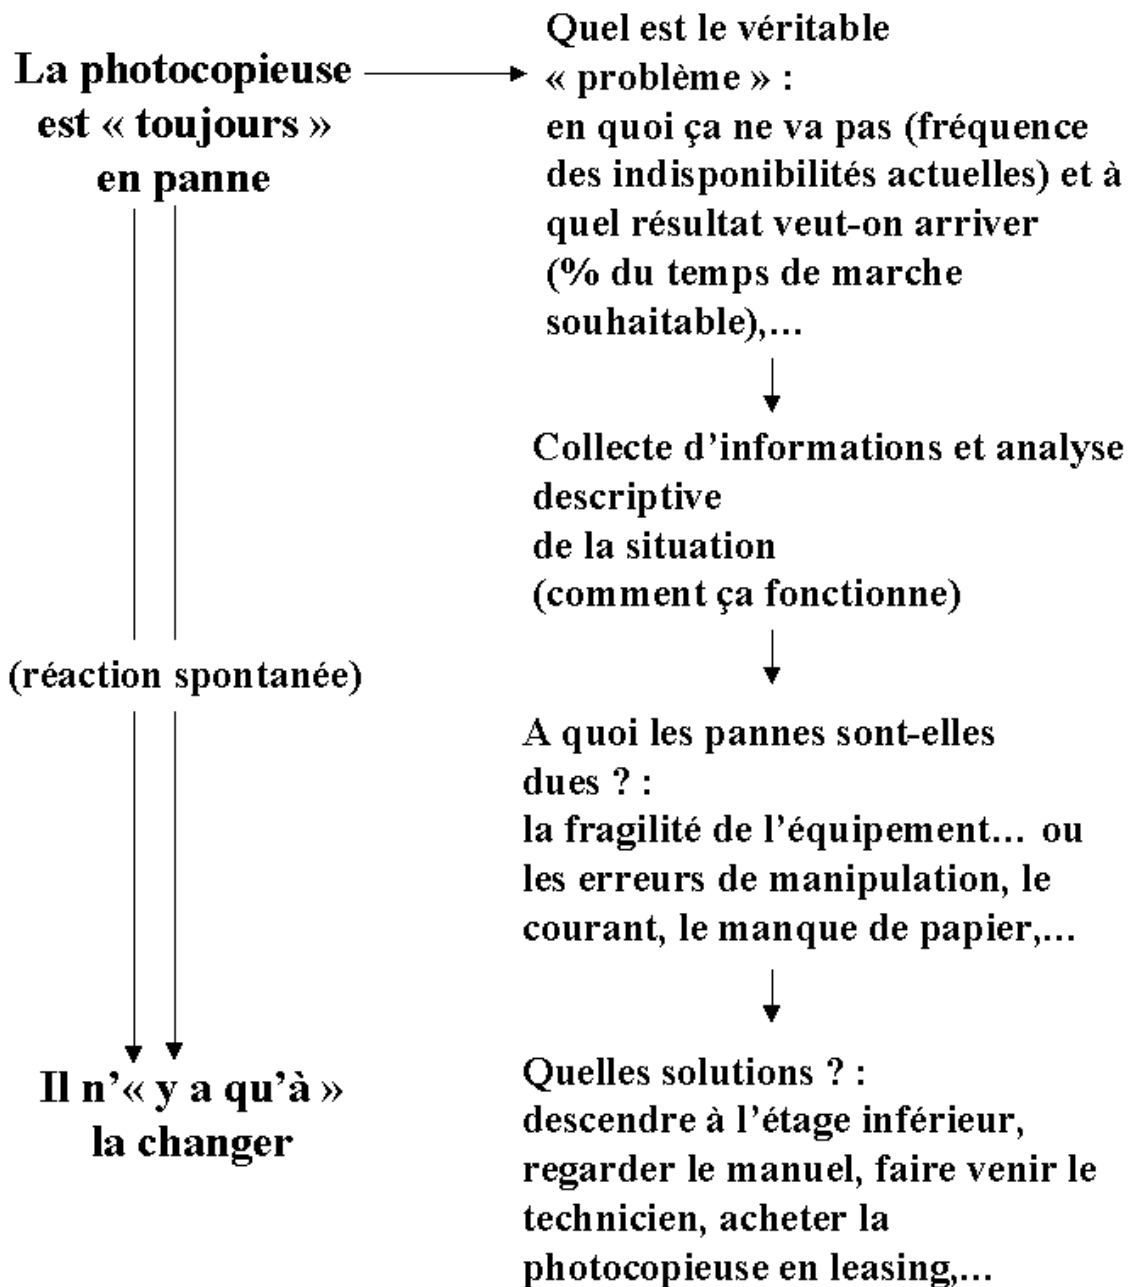 La photocopieuse
est « toujours »
en panne
Quel est le véritable
« problème » :
en quoi ça ne va pas (fréquence
des indisponibilités actuelles) et à
quel résultat veut-on arriver
(% du temps de marche
souhaitable),...
Collecte d’informations et analyse
descriptive
de la situation
(comment ça fonctionne)
(réaction spontanée)
A quoi les pannes sont-elles
dues ? :
la fragilité de l’équipement... ou
les erreurs de manipulation, le
courant, le manque de papier,...
Il n’« y a qu’à »
la changer
Quelles solutions ? :
descendre à l’étage inférieur,
regarder le manuel, faire venir le
technicien, acheter la
photocopieuse en leasing,...